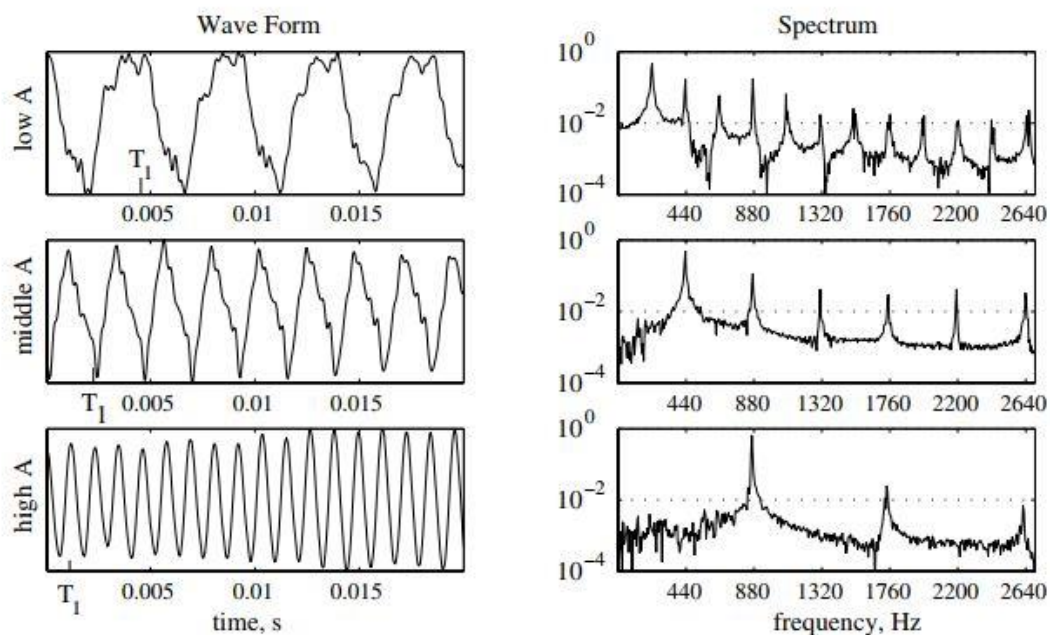 Wave Form
Spectrum
low A
T1
0.005 0.01 0.015
10^0
10^-2
10^-4
440 880 1320 1760 2200 2640
middle A
T1
0.005 0.01 0.015
10^0
10^-2
10^-4
440 880 1320 1760 2200 2640
high A
T1
0.005 0.01 0.015
time, s
10^0
10^-2
10^-4
440 880 1320 1760 2200 2640
frequency, Hz